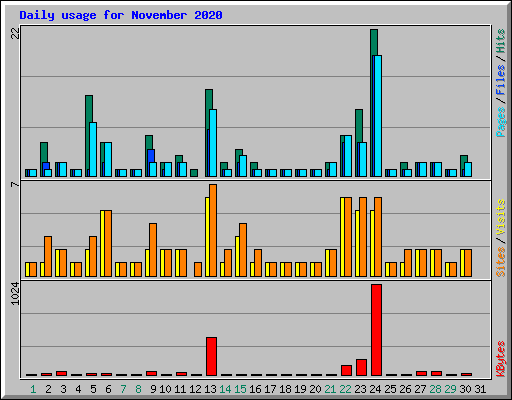 Daily usage for November 2020
22
Pages / Files / Hits
7
Sites / Visits
1024
KBytes
1 2 3 4 5 6 7 8 9 10 11 12 13 14 15 16 17 18 19 20 21 22 23 24 25 26 27 28 29 30 31